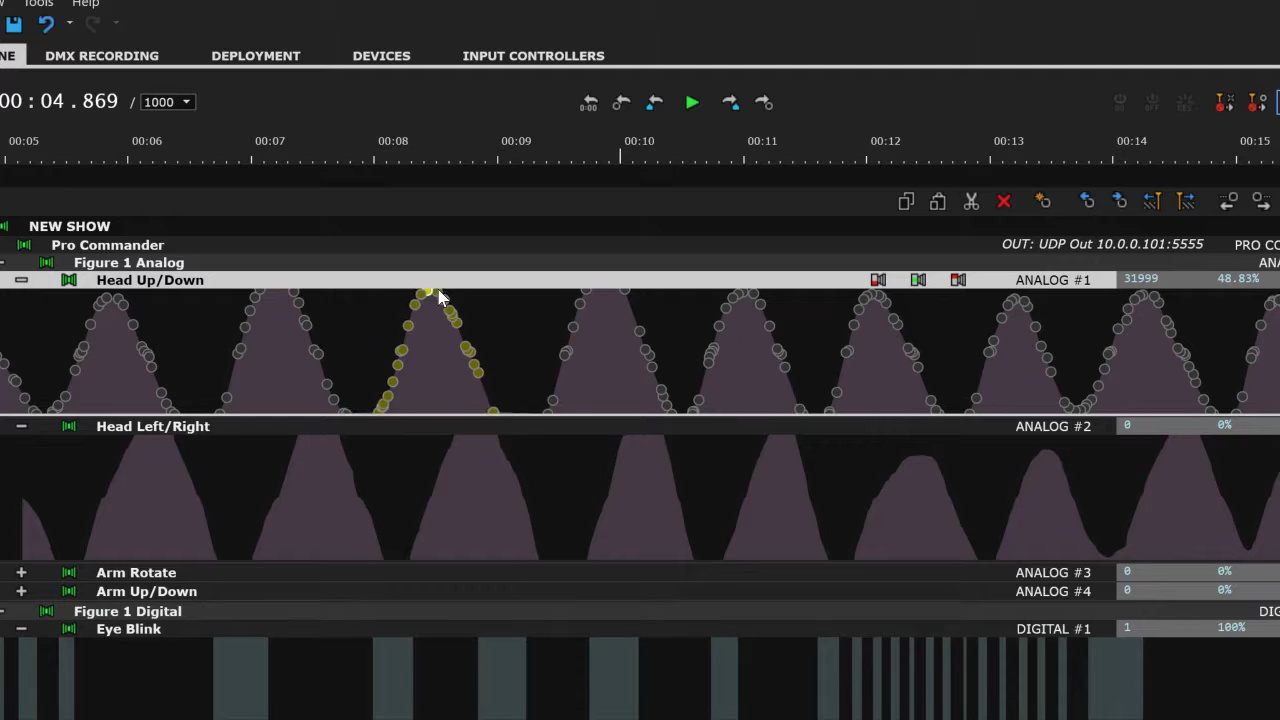 Tools Help
NE DMX RECORDING DEPLOYMENT DEVICES INPUT CONTROLLERS
00 : 04 . 869 / 1000
0:00
00:05 00:06 00:07 00:08 00:09 00:10 00:11 00:12 00:13 00:14 00:15
NEW SHOW
Pro Commander OUT: UDP Out 10.0.0.101:5555 PRO CO
Figure 1 Analog AN
Head Up/Down ANALOG #1 31999 48.83%
Head Left/Right ANALOG #2 0 0%
Arm Rotate ANALOG #3 0 0%
Arm Up/Down ANALOG #4 0 0%
Figure 1 Digital DIG
Eye Blink DIGITAL #1 1 100%